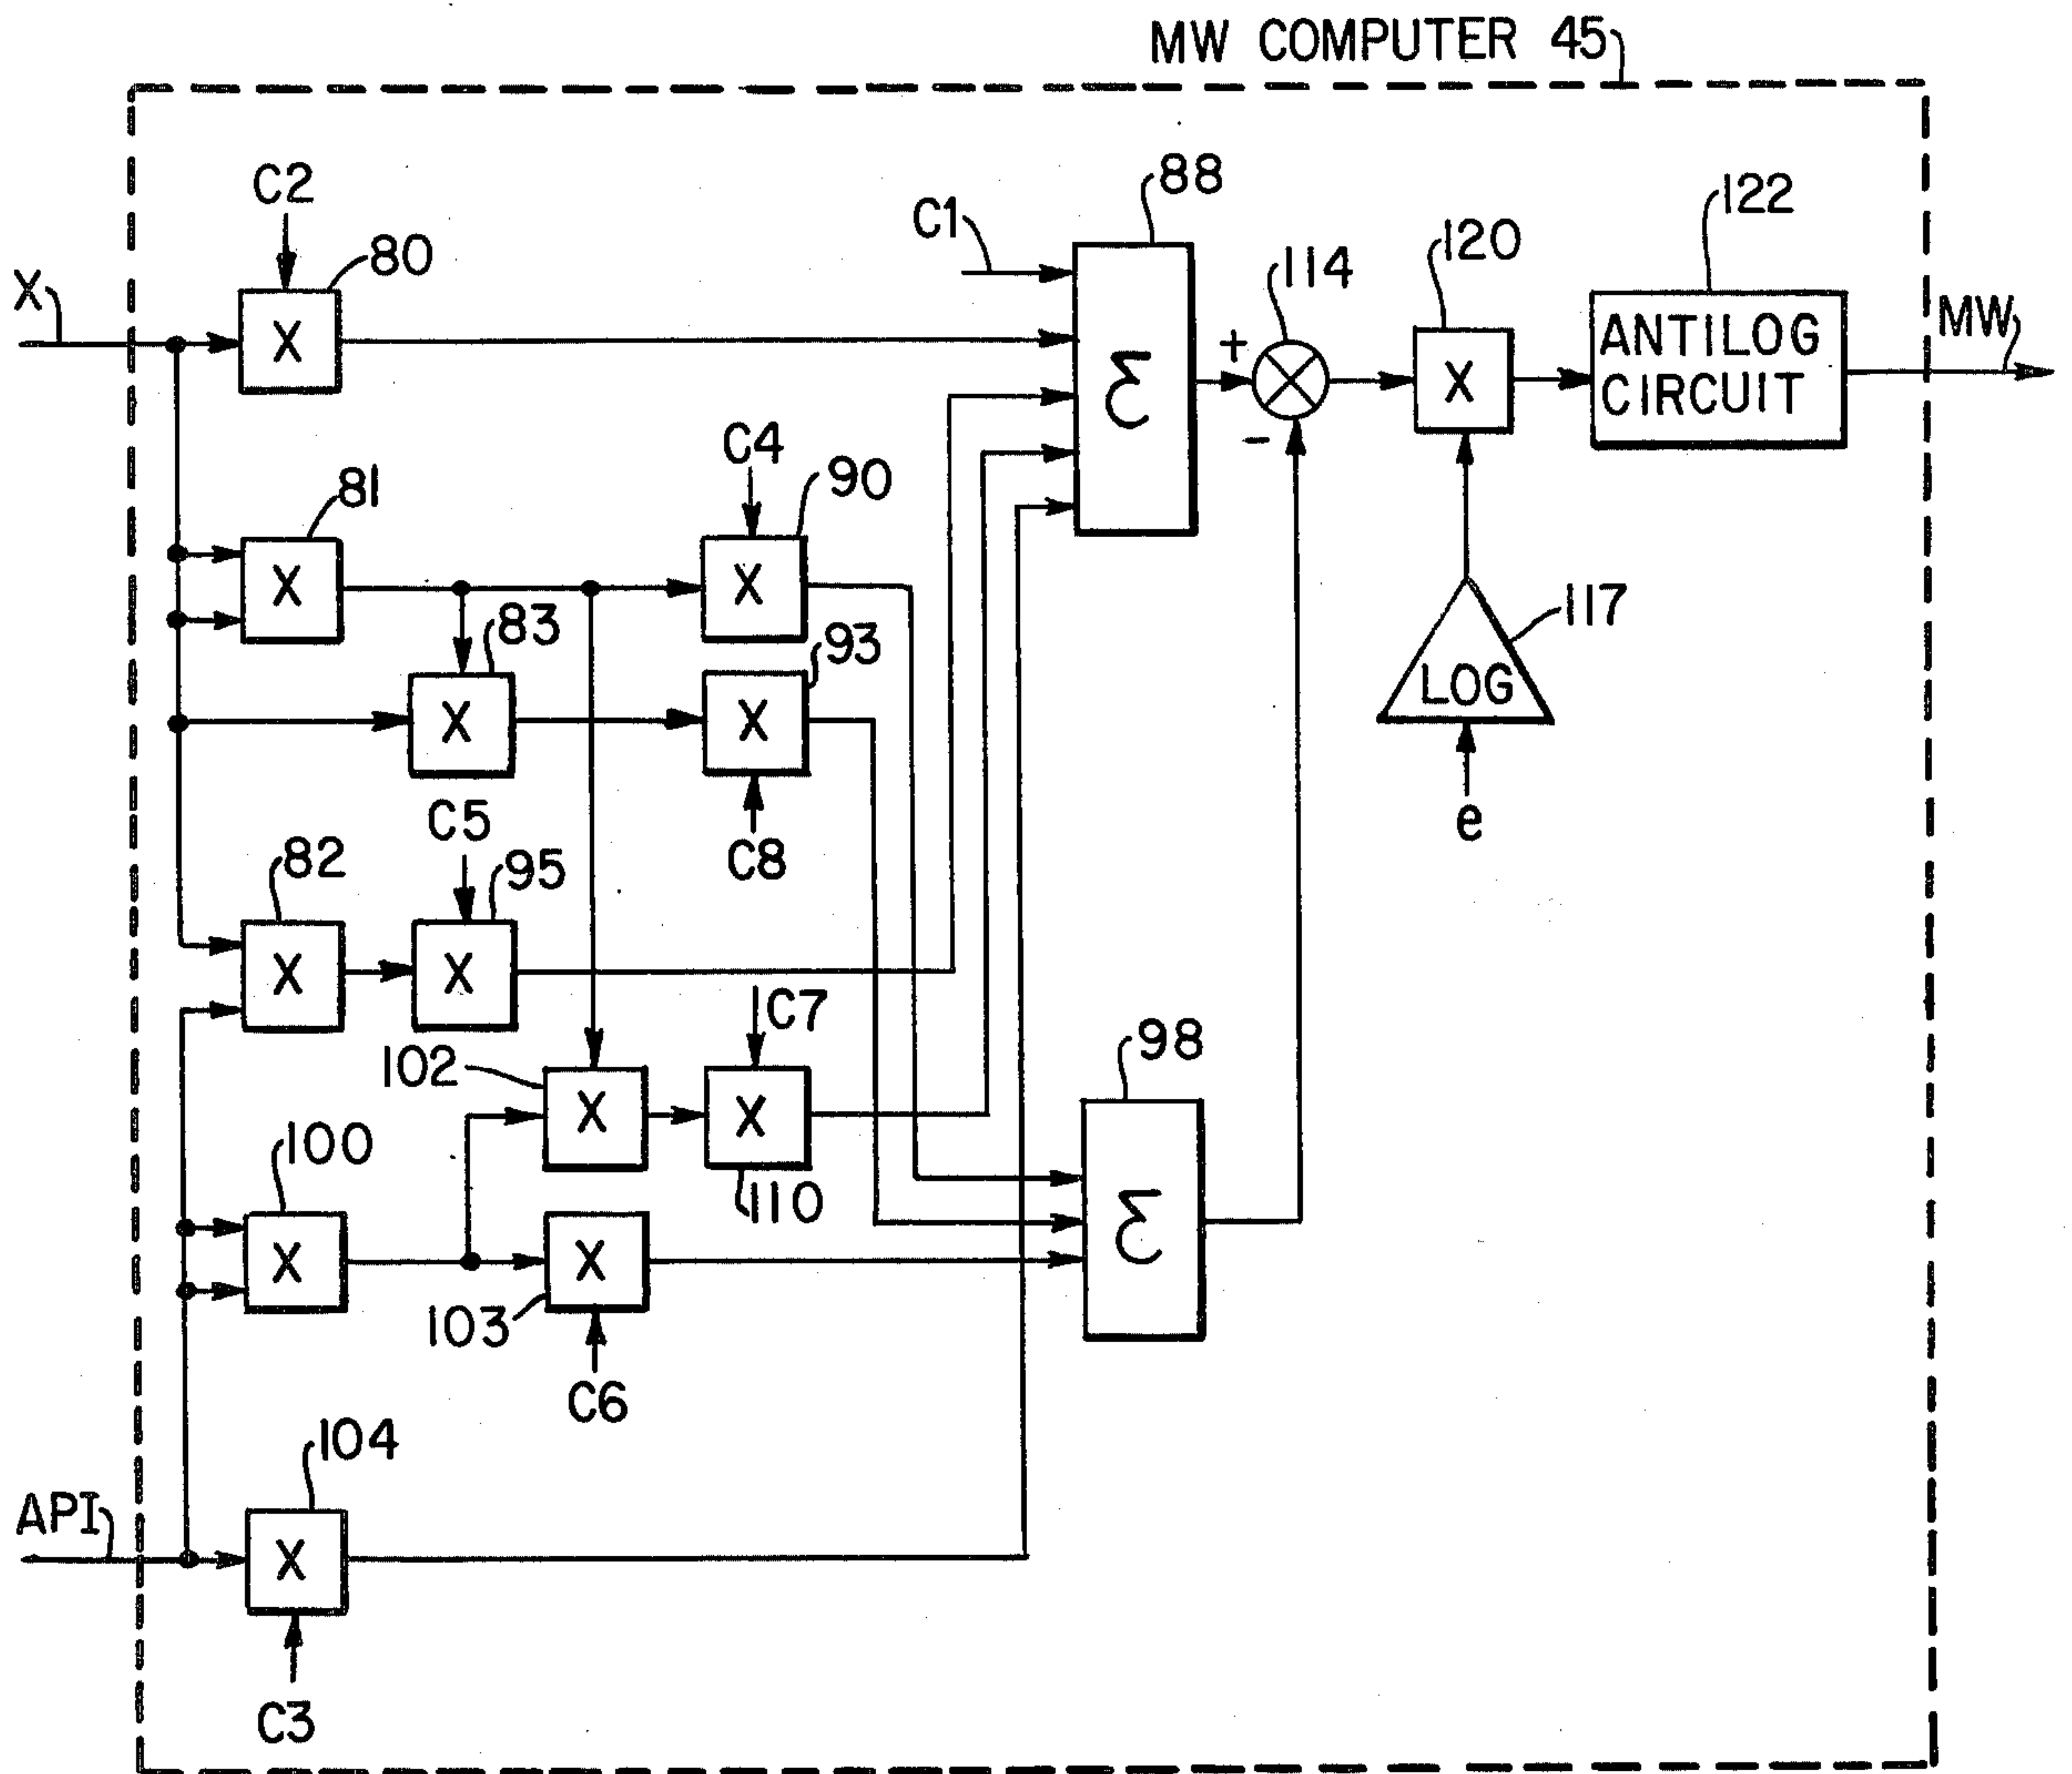 MW COMPUTER 45
C2
80
X
X
C1
88
Σ
114
+
-
120
X
122
ANTILOG
CIRCUIT
MW
81
X
C4
90
X
83
X
93
X
C8
117
LOG
e
82
X
C5
95
X
C7
102
X
X
110
98
Σ
100
X
103
X
C6
104
API
X
C3